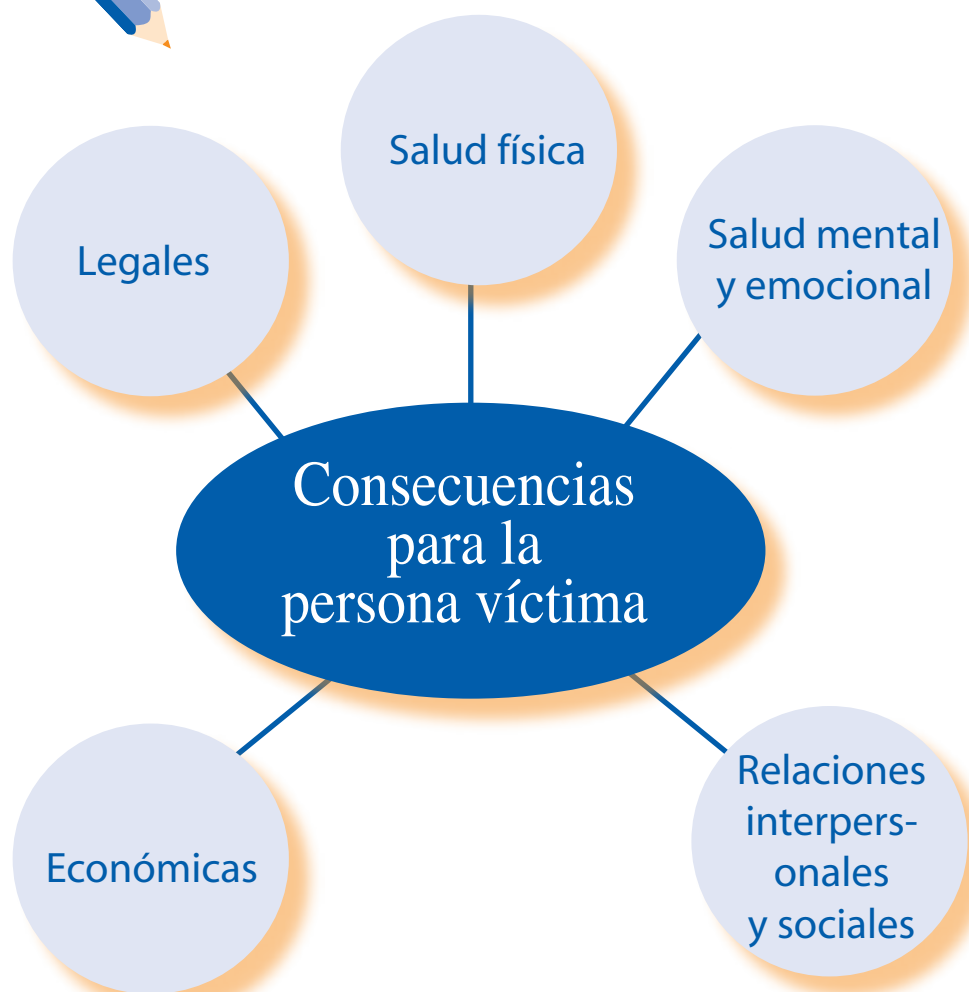 Salud física
Legales
Salud mental
y emocional
Consecuencias
para la
persona víctima
Económicas
Relaciones
interpers-
onales
y sociales